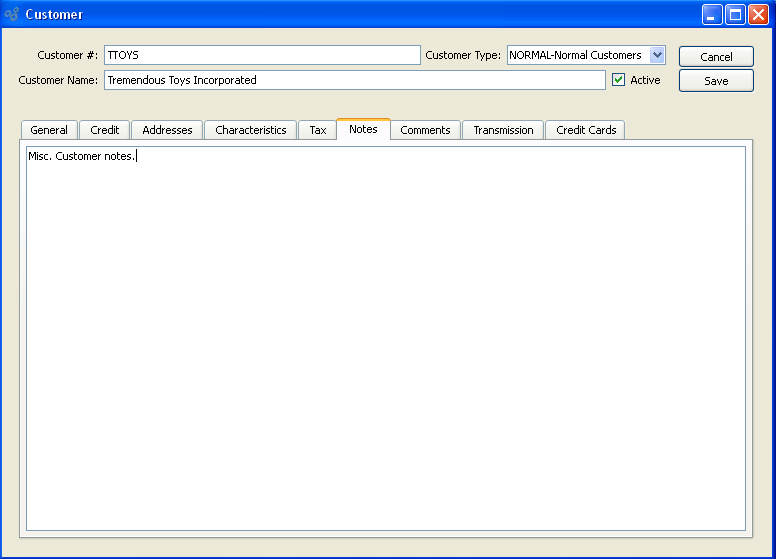 Customer
Customer #: TTOYS Customer Type: NORMAL-Normal Customers Cancel
Customer Name: Tremendous Toys Incorporated Active Save
General Credit Addresses Characteristics Tax Notes Comments Transmission Credit Cards
Misc. Customer notes.